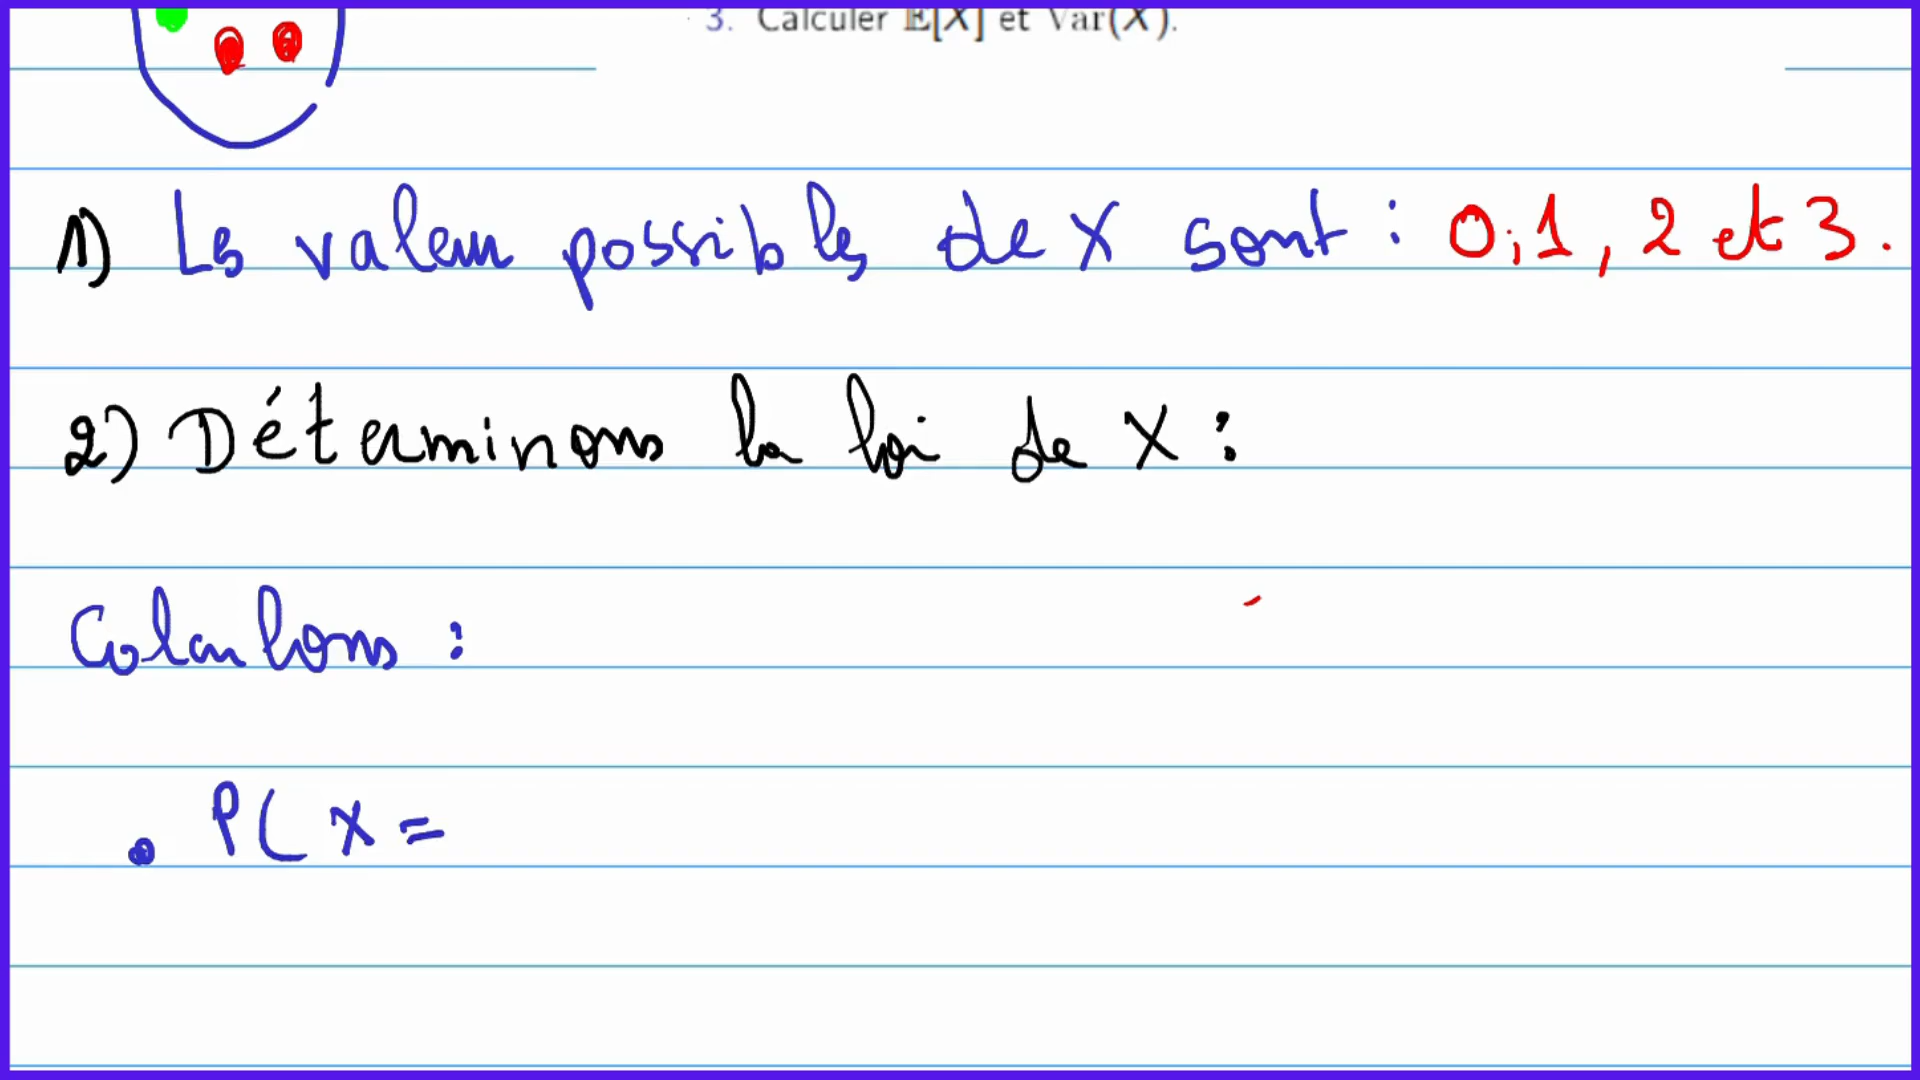 3. Calculer E[X] et Var(X).
1) Les valeurs possibles de X sont : 0, 1, 2 et 3.
2) Déterminons la loi de X :
Calculons :
• P( X =